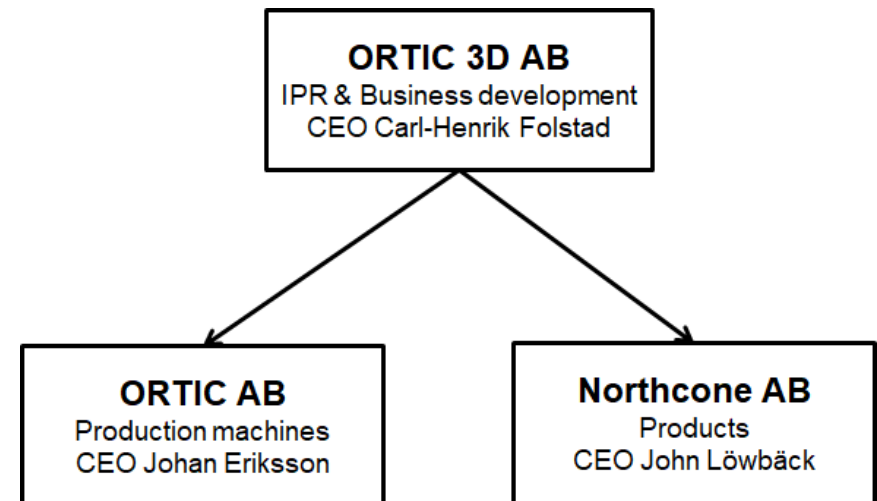 ORTIC 3D AB
IPR & Business development
CEO Carl-Henrik Folstad
ORTIC AB
Production machines
CEO Johan Eriksson
Northcone AB
Products
CEO John Löwbäck